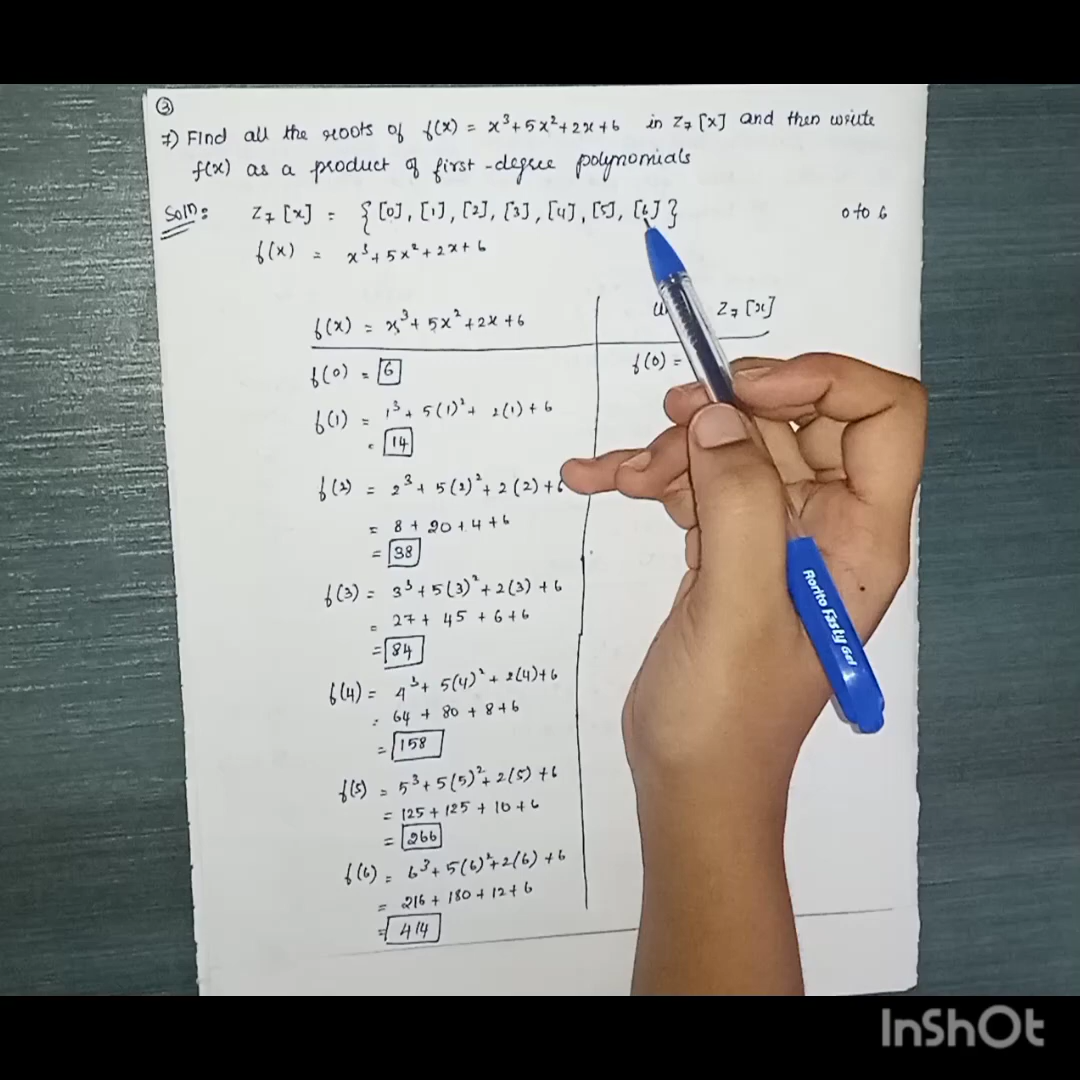 ③
7) Find all the roots of f(x) = x³+5x²+2x+6 in Z₇[x] and then write
f(x) as a product of first-degree polynomials
Soln: Z₇[x] = {[0], [1], [2], [3], [4], [5], [6]} 0 to 6
f(x) = x³+5x²+2x+6
f(x) = x³+5x²+2x+6
Z₇[x]
f(0) = 6
f(0) =
f(1) = 1³+5(1)²+2(1)+6
= 14
f(2) = 2³+5(2)²+2(2)+6
= 8+20+4+6
= 38
f(3) = 3³+5(3)²+2(3)+6
= 27+45+6+6
= 84
f(4) = 4³+5(4)²+2(4)+6
= 64+80+8+6
= 158
f(5) = 5³+5(5)²+2(5)+6
= 125+125+10+6
= 266
f(6) = 6³+5(6)²+2(6)+6
= 216+180+12+6
= 414
Rorito Fasty Gel
InShOt